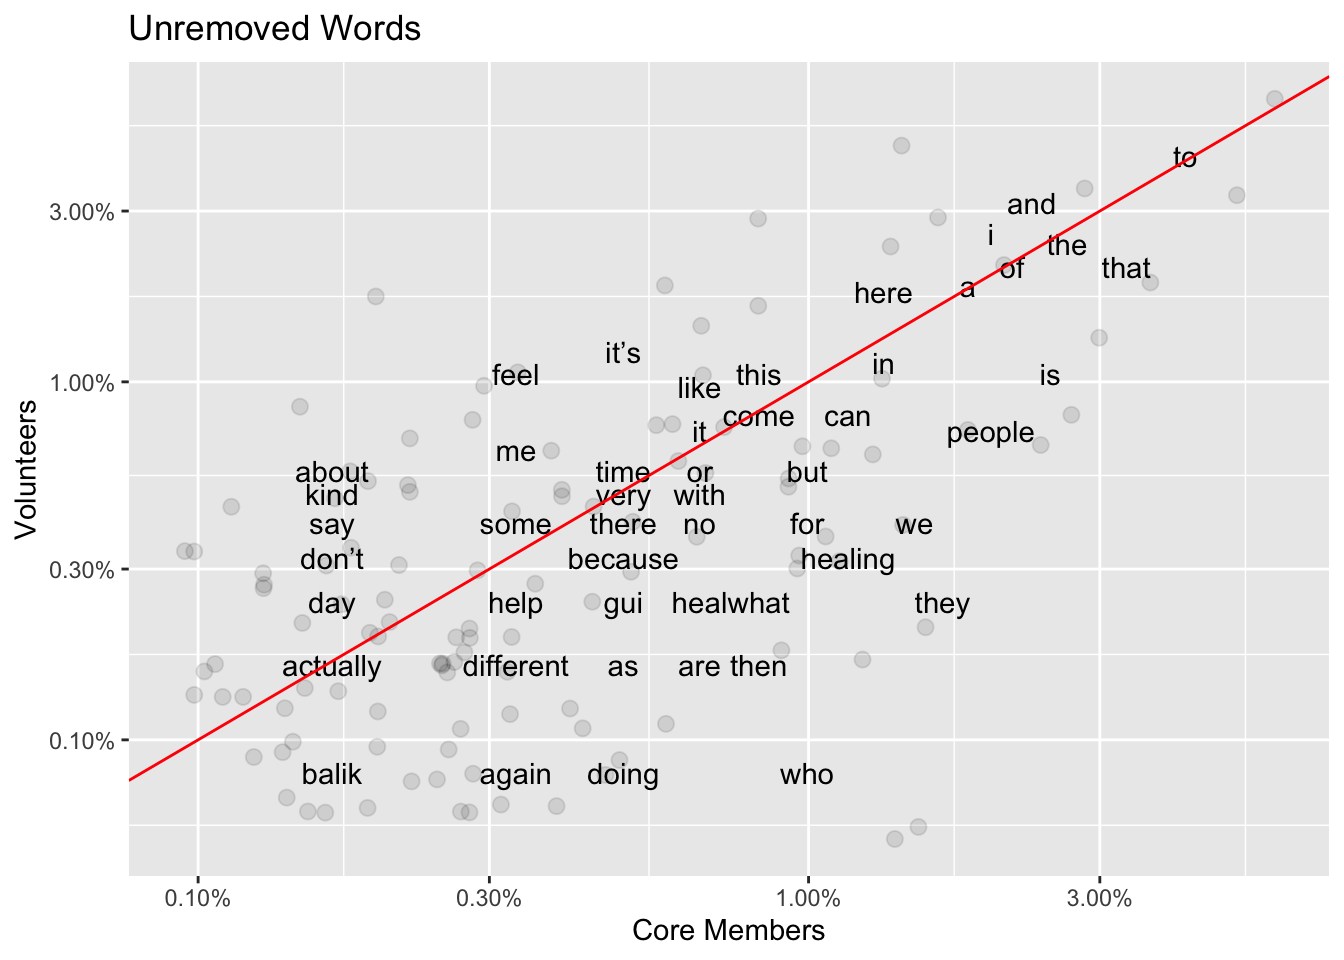 Unremoved Words
to
and
3.00%
i
the
of
that
here
a
it’s
in
feel
this
is
1.00%
like
come
can
it
people
me
about
time
or
but
kind
very
with
say
some
there
no
for
we
don’t
because
healing
0.30%
day
help
gui
heal
what
they
actually
different
as
are
then
0.10%
balik
again
doing
who
Volunteers
0.10%
0.30%
1.00%
3.00%
Core Members